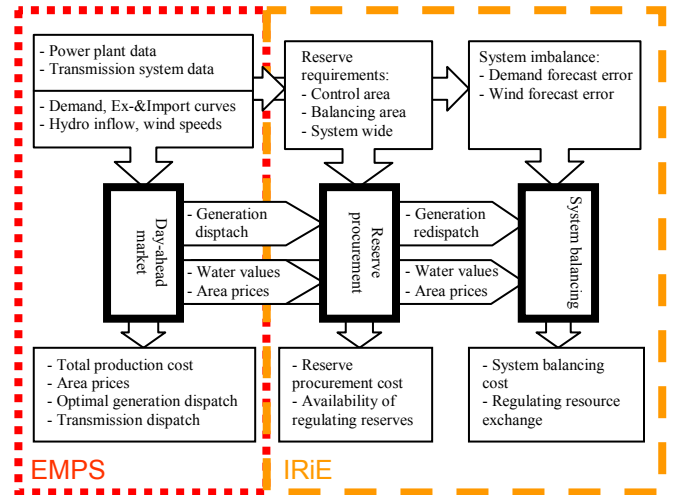 - Power plant data
- Transmission system data
- Demand, Ex-&Import curves
- Hydro inflow, wind speeds
Reserve
requirements:
- Control area
- Balancing area
- System wide
System imbalance:
- Demand forecast error
- Wind forecast error
Day-ahead
market
- Generation
disptach
- Water values
- Area prices
Reserve
procurement
- Generation
redispatch
- Water values
- Area prices
System balancing
- Total production cost
- Area prices
- Optimal generation dispatch
- Transmission dispatch
- Reserve
procurement cost
- Availability of
regulating reserves
- System balancing
cost
- Regulating resource
exchange
EMPS
IRiE